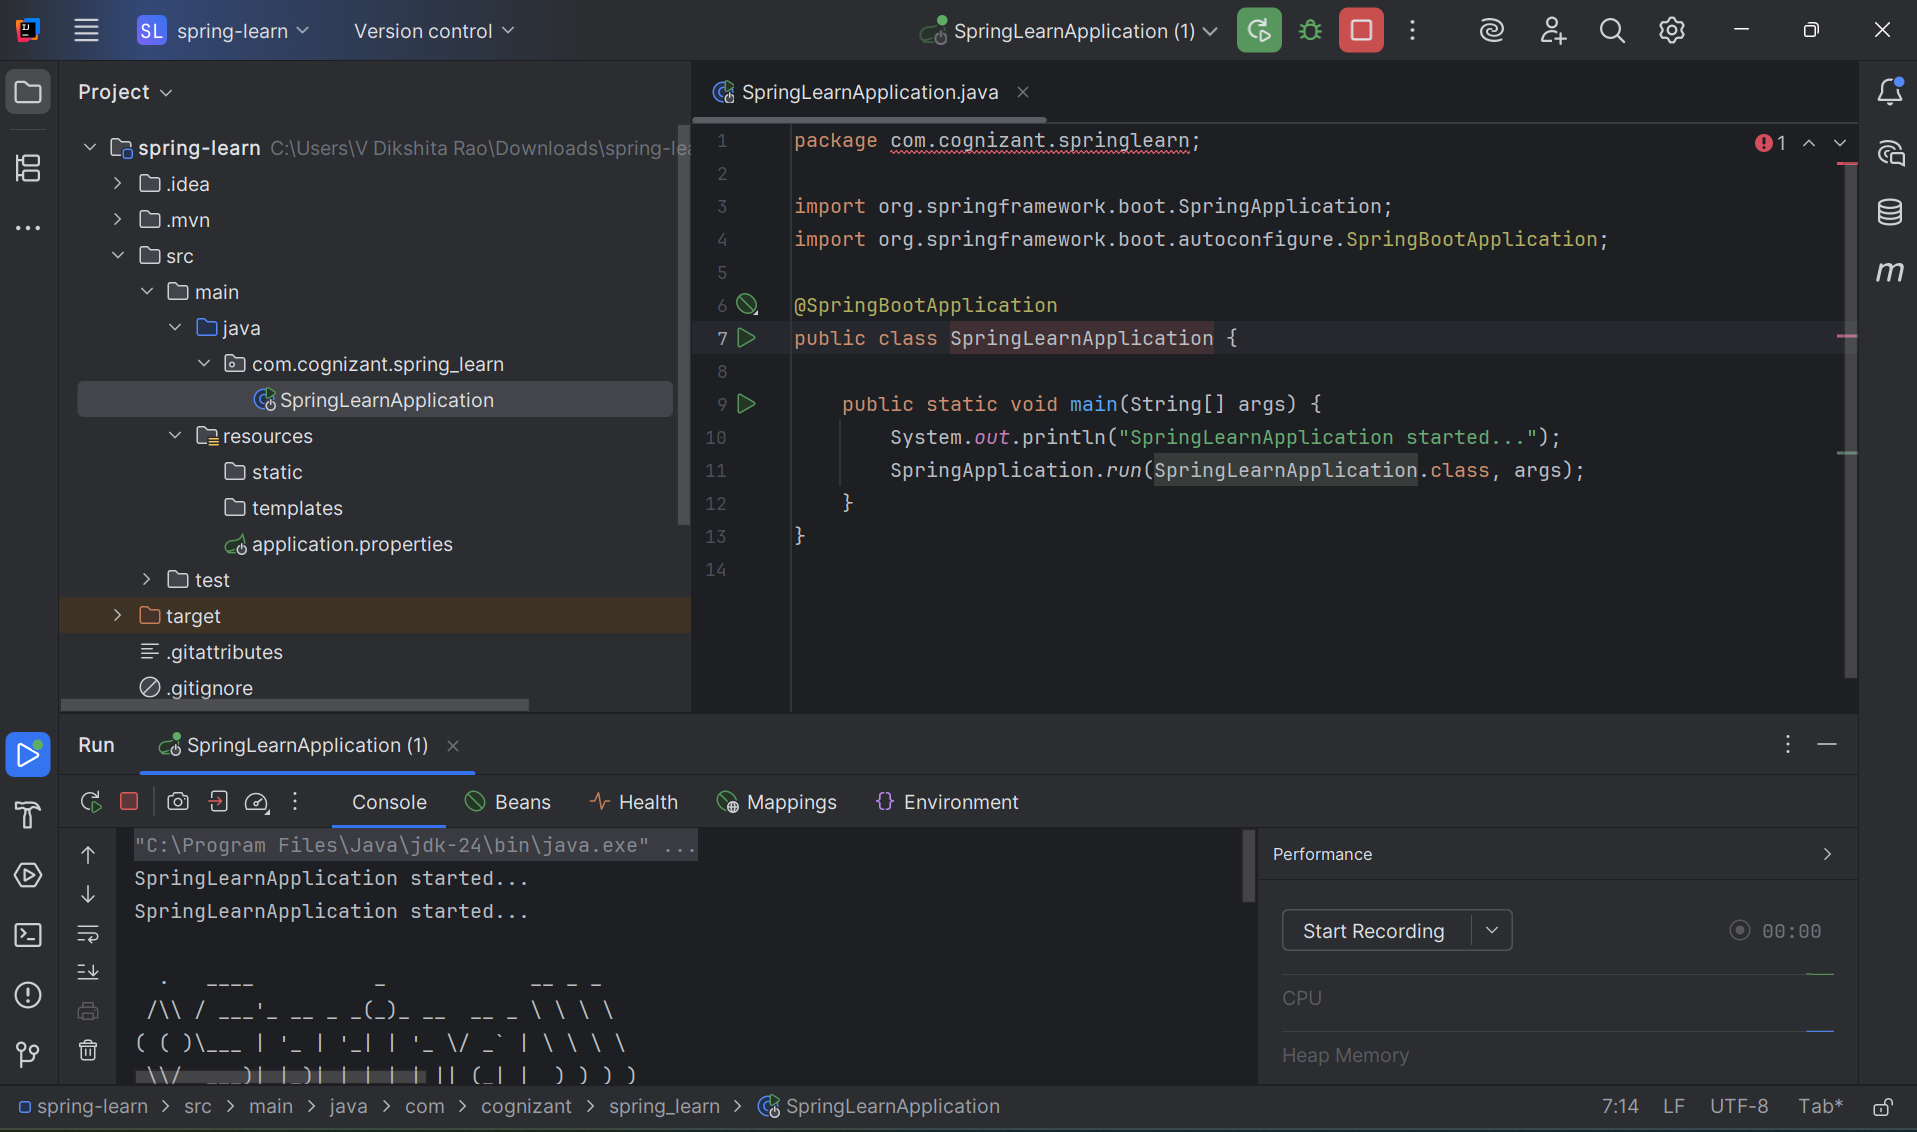 SL spring-learn Version control SpringLearnApplication (1)
Project
spring-learn C:\Users\V Dikshita Rao\Downloads\spring-lea
.idea
.mvn
src
main
java
com.cognizant.spring_learn
SpringLearnApplication
resources
static
templates
application.properties
test
target
.gitattributes
.gitignore
SpringLearnApplication.java
1 package com.cognizant.springlearn;
2
3 import org.springframework.boot.SpringApplication;
4 import org.springframework.boot.autoconfigure.SpringBootApplication;
5
6 @SpringBootApplication
7 public class SpringLearnApplication {
8
9 public static void main(String[] args) {
10 System.out.println("SpringLearnApplication started...");
11 SpringApplication.run(SpringLearnApplication.class, args);
12 }
13 }
14
1
m
Run SpringLearnApplication (1)
Console Beans Health Mappings Environment
"C:\Program Files\Java\jdk-24\bin\java.exe" ...
SpringLearnApplication started...
SpringLearnApplication started...
  .   ____          _            __ _ _
 /\\ / ___'_ __ _ _(_)_ __  __ _ \ \ \ \
( ( )\___ | '_ | '_| | '_ \/ _` | \ \ \ \
 \\/  ___)| |_)| | | | | || (_| |  ) ) ) )
Performance
Start Recording 00:00
CPU
Heap Memory
spring-learn > src > main > java > com > cognizant > spring_learn > SpringLearnApplication 7:14 LF UTF-8 Tab*